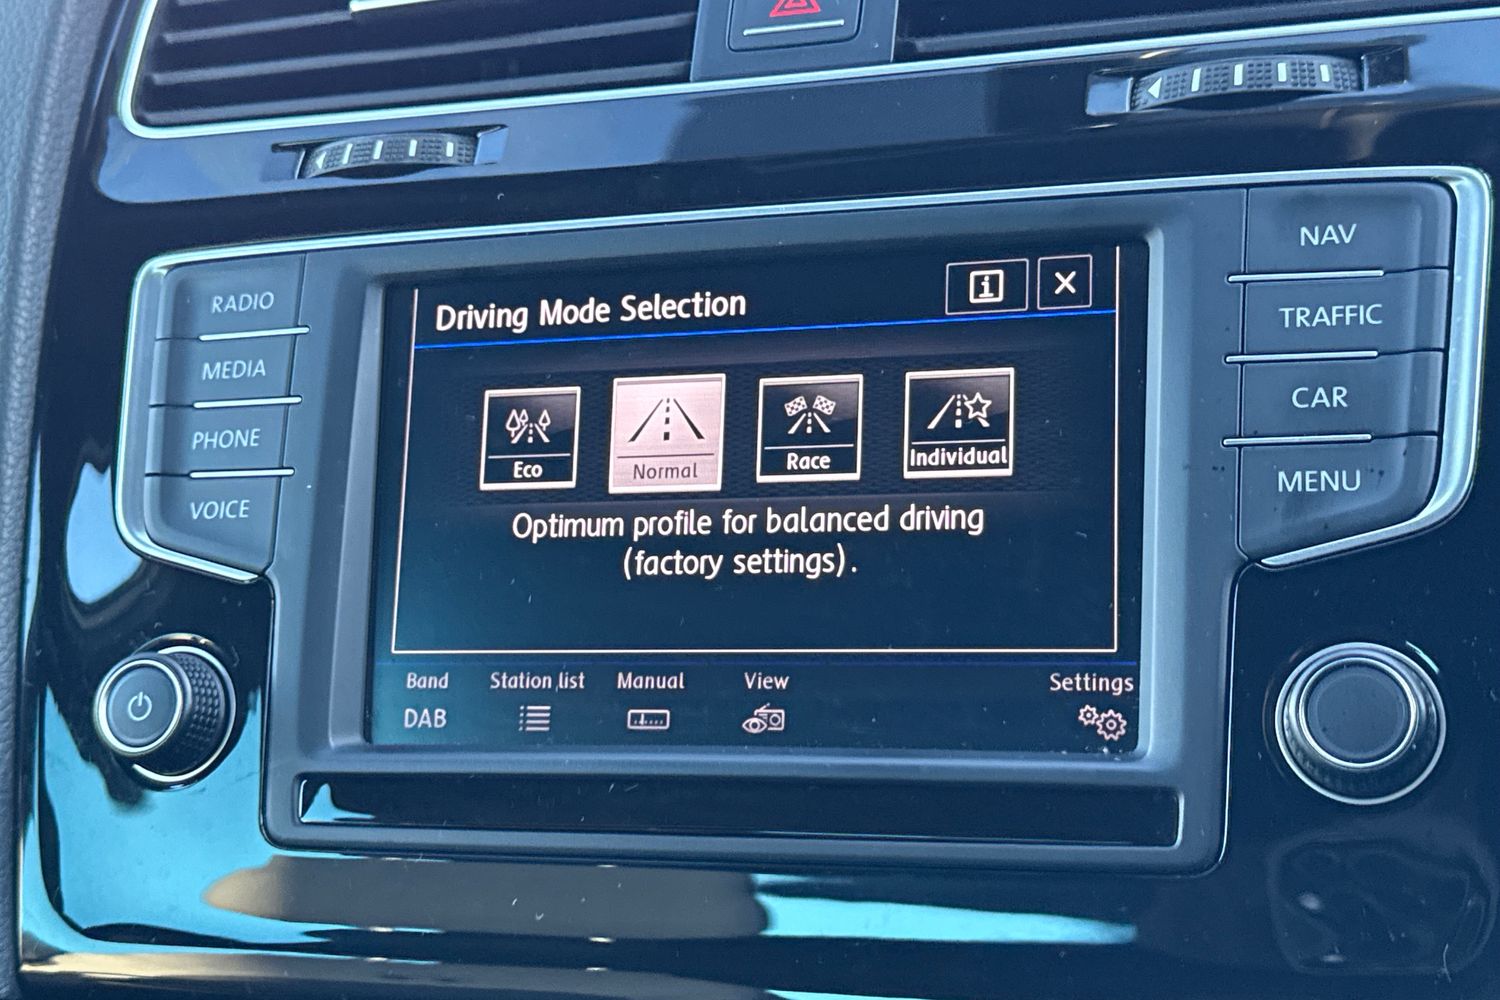 NAV
RADIO
Driving Mode Selection
TRAFFIC
MEDIA
CAR
PHONE
Eco
Normal
Race
Individual
MENU
VOICE
Optimum profile for balanced driving
(factory settings).
Band
Station list
Manual
View
Settings
DAB